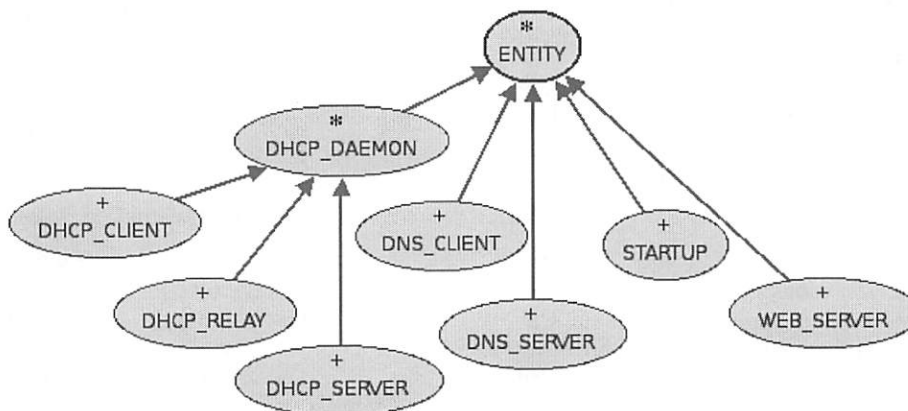 *
ENTITY
*
DHCP_DAEMON
+
DHCP_CLIENT
+
DNS_CLIENT
+
STARTUP
+
DHCP_RELAY
+
DNS_SERVER
+
WEB_SERVER
+
DHCP_SERVER